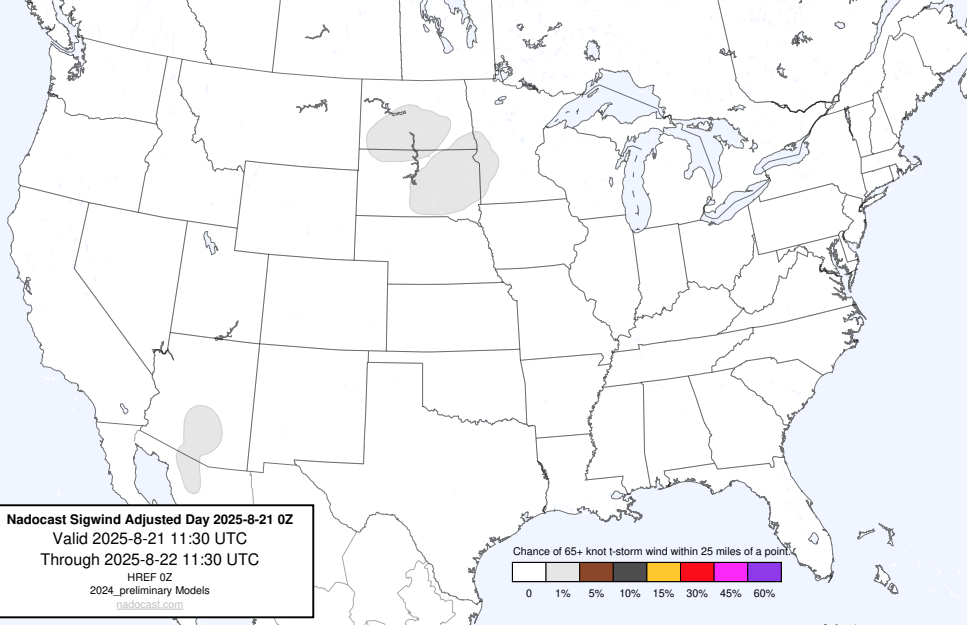 Nadocast Sigwind Adjusted Day 2025-8-21 0Z
Valid 2025-8-21 11:30 UTC
Through 2025-8-22 11:30 UTC
HREF 0Z
2024_preliminary Models
nadocast.com
Chance of 65+ knot t-storm wind within 25 miles of a point.
0 1% 5% 10% 15% 30% 45% 60%